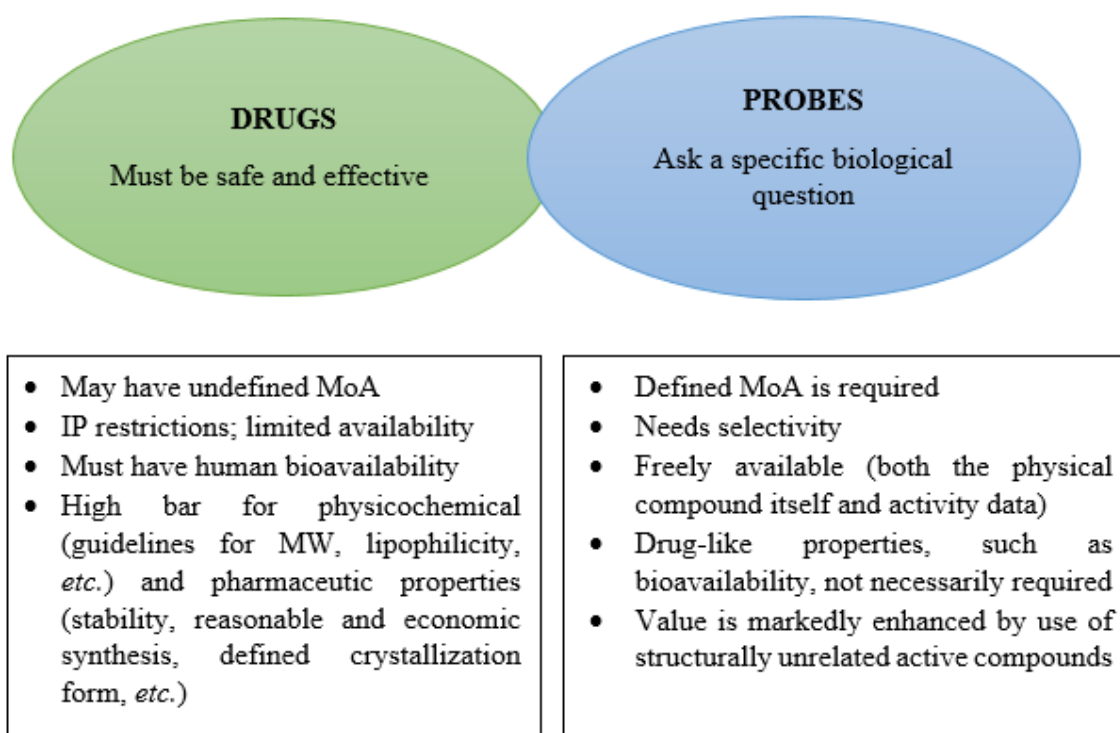 DRUGS
Must be safe and effective
PROBES
Ask a specific biological
question
• May have undefined MoA
• IP restrictions; limited availability
• Must have human bioavailability
• High bar for physicochemical
(guidelines for MW, lipophilicity,
etc.) and pharmaceutic properties
(stability, reasonable and economic
synthesis, defined crystallization
form, etc.)
• Defined MoA is required
• Needs selectivity
• Freely available (both the physical
compound itself and activity data)
• Drug-like properties, such as
bioavailability, not necessarily required
• Value is markedly enhanced by use of
structurally unrelated active compounds